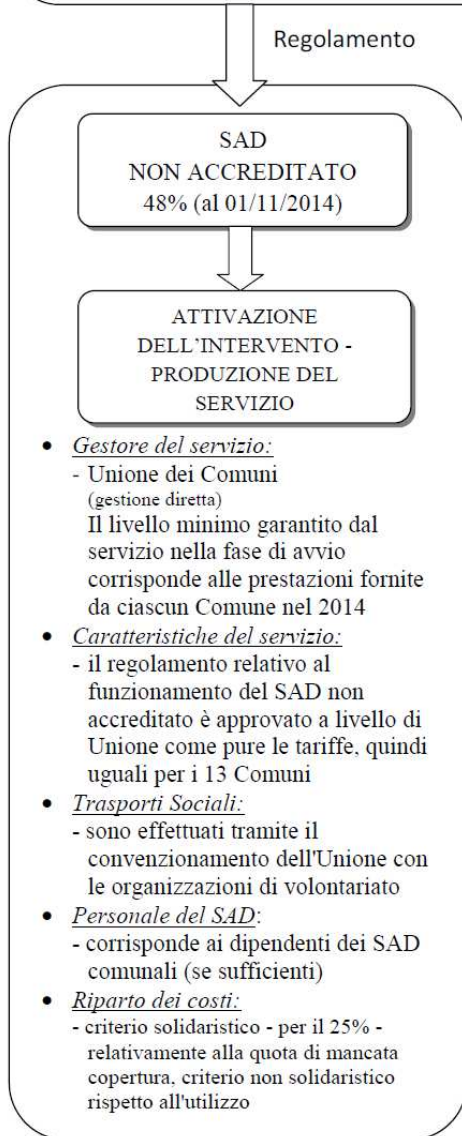 Regolamento
SAD
NON ACCREDITATO
48% (al 01/11/2014)
ATTIVAZIONE
DELL'INTERVENTO -
PRODUZIONE DEL
SERVIZIO
• Gestore del servizio:
- Unione dei Comuni
(gestione diretta)
Il livello minimo garantito dal
servizio nella fase di avvio
corrisponde alle prestazioni fornite
da ciascun Comune nel 2014
• Caratteristiche del servizio:
- il regolamento relativo al
funzionamento del SAD non
accreditato è approvato a livello di
Unione come pure le tariffe, quindi
uguali per i 13 Comuni
• Trasporti Sociali:
- sono effettuati tramite il
convenzionamento dell'Unione con
le organizzazioni di volontariato
• Personale del SAD:
- corrisponde ai dipendenti dei SAD
comunali (se sufficienti)
• Riparto dei costi:
- criterio solidaristico - per il 25% -
relativamente alla quota di mancata
copertura, criterio non solidaristico
rispetto all'utilizzo